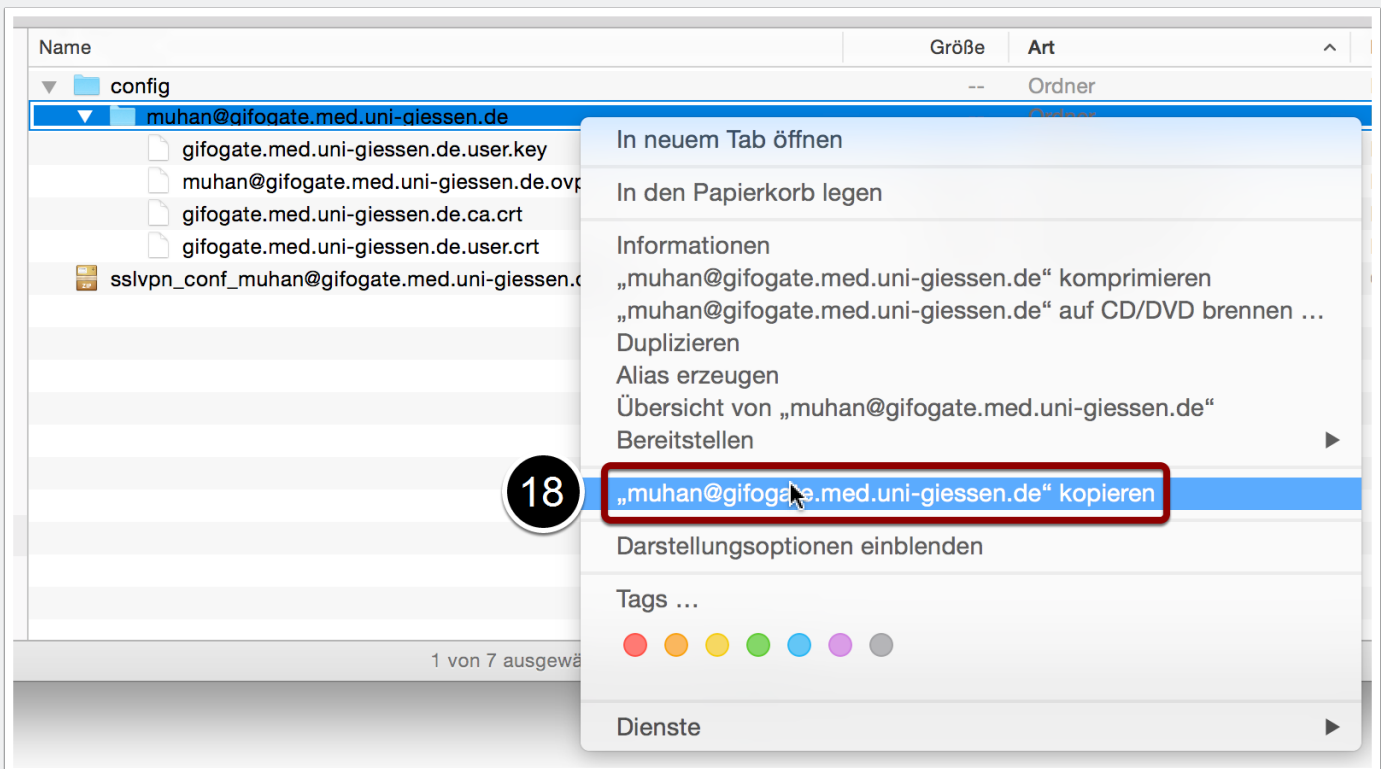 Name Größe Art
config -- Ordner
muhan@gifogate.med.uni-giessen.de Ordner
gifogate.med.uni-giessen.de.user.key
muhan@gifogate.med.uni-giessen.de.ovp
gifogate.med.uni-giessen.de.ca.crt
gifogate.med.uni-giessen.de.user.crt
sslvpn_conf_muhan@gifogate.med.uni-giessen.d
ZIP
1 von 7 ausgewä
In neuem Tab öffnen
In den Papierkorb legen
Informationen
„muhan@gifogate.med.uni-giessen.de“ komprimieren
„muhan@gifogate.med.uni-giessen.de“ auf CD/DVD brennen …
Duplizieren
Alias erzeugen
Übersicht von „muhan@gifogate.med.uni-giessen.de“
Bereitstellen
18
„muhan@gifogate.med.uni-giessen.de“ kopieren
Darstellungsoptionen einblenden
Tags …
Dienste